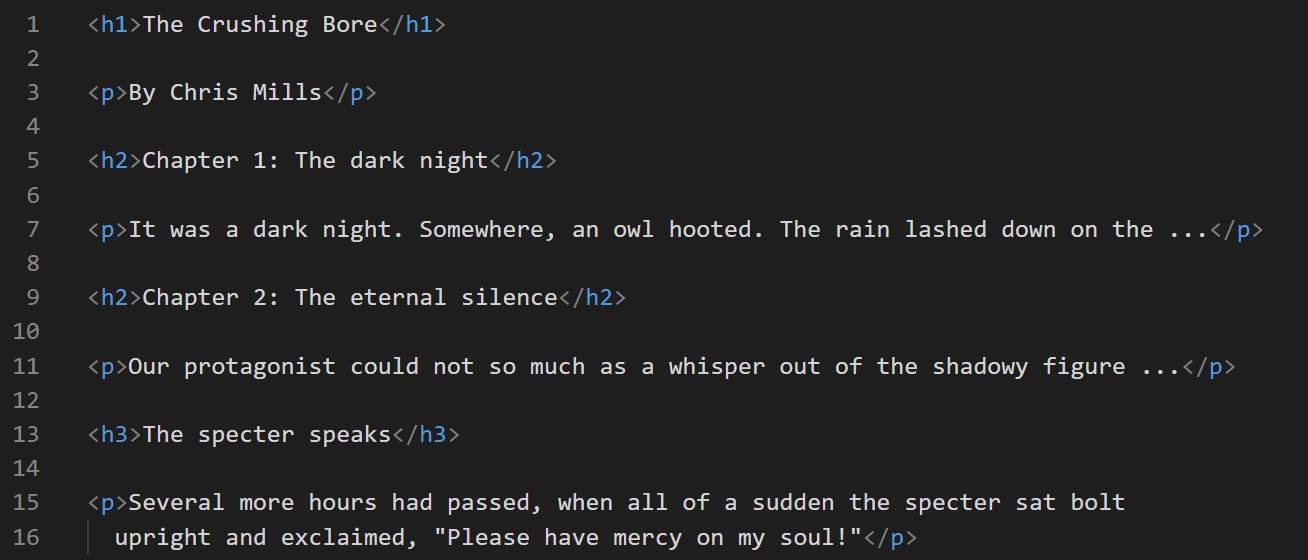 1 <h1>The Crushing Bore</h1>
2
3 <p>By Chris Mills</p>
4
5 <h2>Chapter 1: The dark night</h2>
6
7 <p>It was a dark night. Somewhere, an owl hooted. The rain lashed down on the ...</p>
8
9 <h2>Chapter 2: The eternal silence</h2>
10
11 <p>Our protagonist could not so much as a whisper out of the shadowy figure ...</p>
12
13 <h3>The specter speaks</h3>
14
15 <p>Several more hours had passed, when all of a sudden the specter sat bolt
16 upright and exclaimed, "Please have mercy on my soul!"</p>